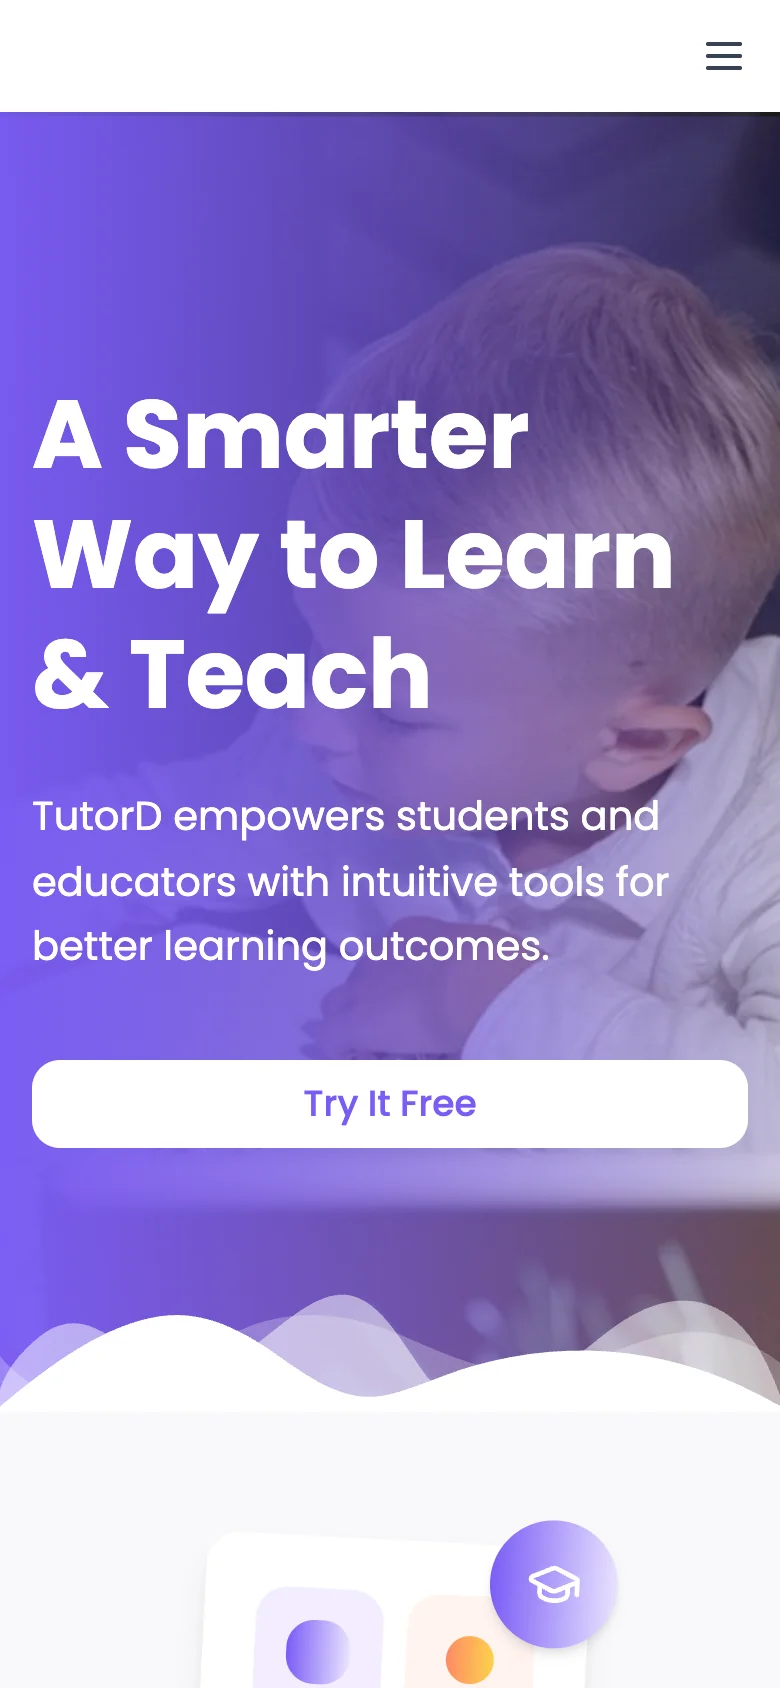 A Smarter
Way to Learn
& Teach
TutorD empowers students and
educators with intuitive tools for
better learning outcomes.
Try It Free